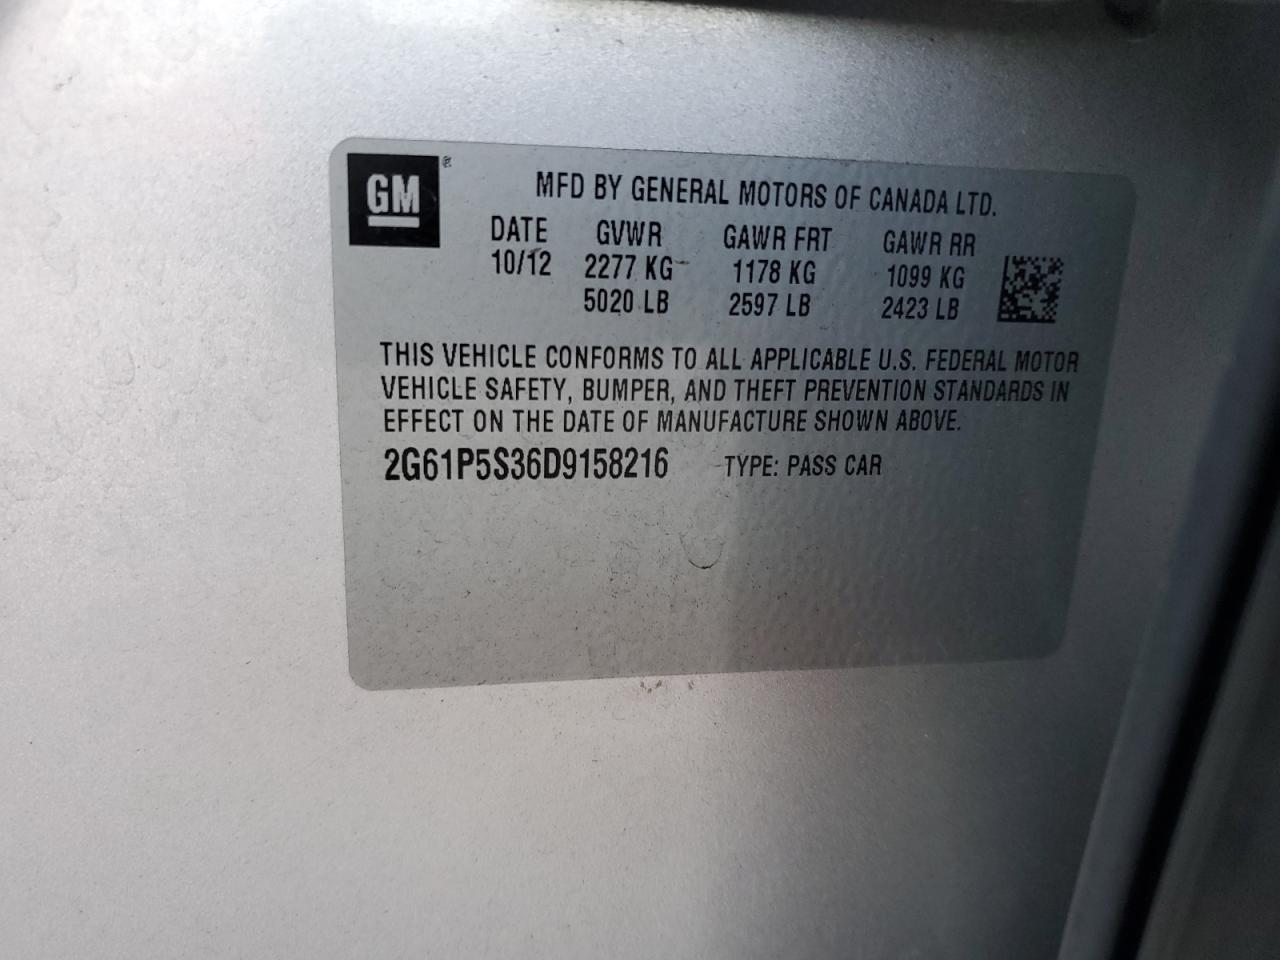 GM®
MFD BY GENERAL MOTORS OF CANADA LTD.
DATE GVWR GAWR FRT GAWR RR
10/12 2277 KG 1178 KG 1099 KG
5020 LB 2597 LB 2423 LB
THIS VEHICLE CONFORMS TO ALL APPLICABLE U.S. FEDERAL MOTOR
VEHICLE SAFETY, BUMPER, AND THEFT PREVENTION STANDARDS IN
EFFECT ON THE DATE OF MANUFACTURE SHOWN ABOVE.
2G61P5S36D9158216 TYPE: PASS CAR